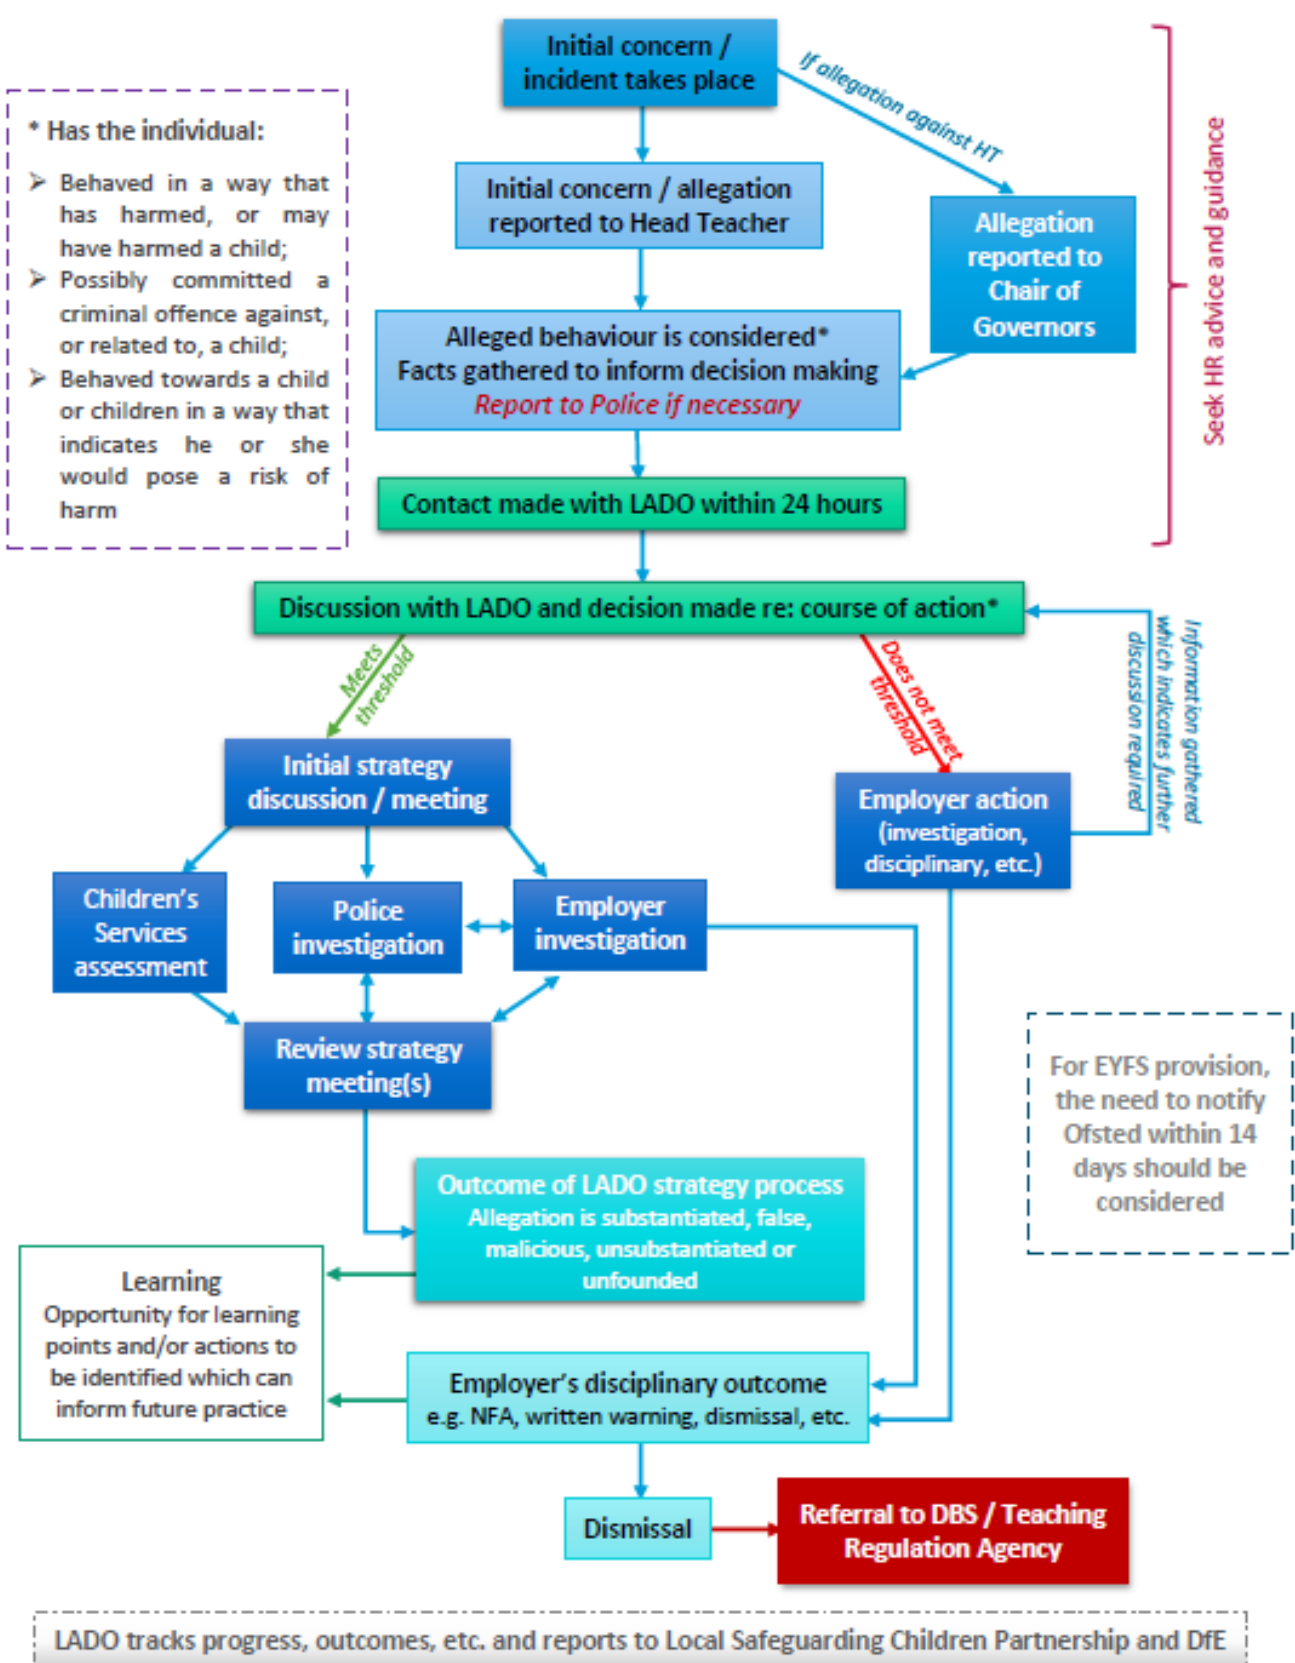 Initial concern /
incident takes place
If allegation against HT
* Has the individual:
➢ Behaved in a way that
has harmed, or may
have harmed a child;
➢ Possibly committed a
criminal offence against,
or related to, a child;
➢ Behaved towards a child
or children in a way that
indicates he or she
would pose a risk of
harm
Initial concern / allegation
reported to Head Teacher
Allegation
reported to
Chair of
Governors
Seek HR advice and guidance
Alleged behaviour is considered*
Facts gathered to inform decision making
Report to Police if necessary
Contact made with LADO within 24 hours
Discussion with LADO and decision made re: course of action*
Meets
threshold
Does not meet
threshold
Information gathered
which indicates further
discussion required
Initial strategy
discussion / meeting
Employer action
(investigation,
disciplinary, etc.)
Children's
Services
assessment
Police
investigation
Employer
investigation
Review strategy
meeting(s)
For EYFS provision,
the need to notify
Ofsted within 14
days should be
considered
Outcome of LADO strategy process
Allegation is substantiated, false,
malicious, unsubstantiated or
unfounded
Learning
Opportunity for learning
points and/or actions to
be identified which can
inform future practice
Employer's disciplinary outcome
e.g. NFA, written warning, dismissal, etc.
Dismissal
Referral to DBS / Teaching
Regulation Agency
LADO tracks progress, outcomes, etc. and reports to Local Safeguarding Children Partnership and DfE